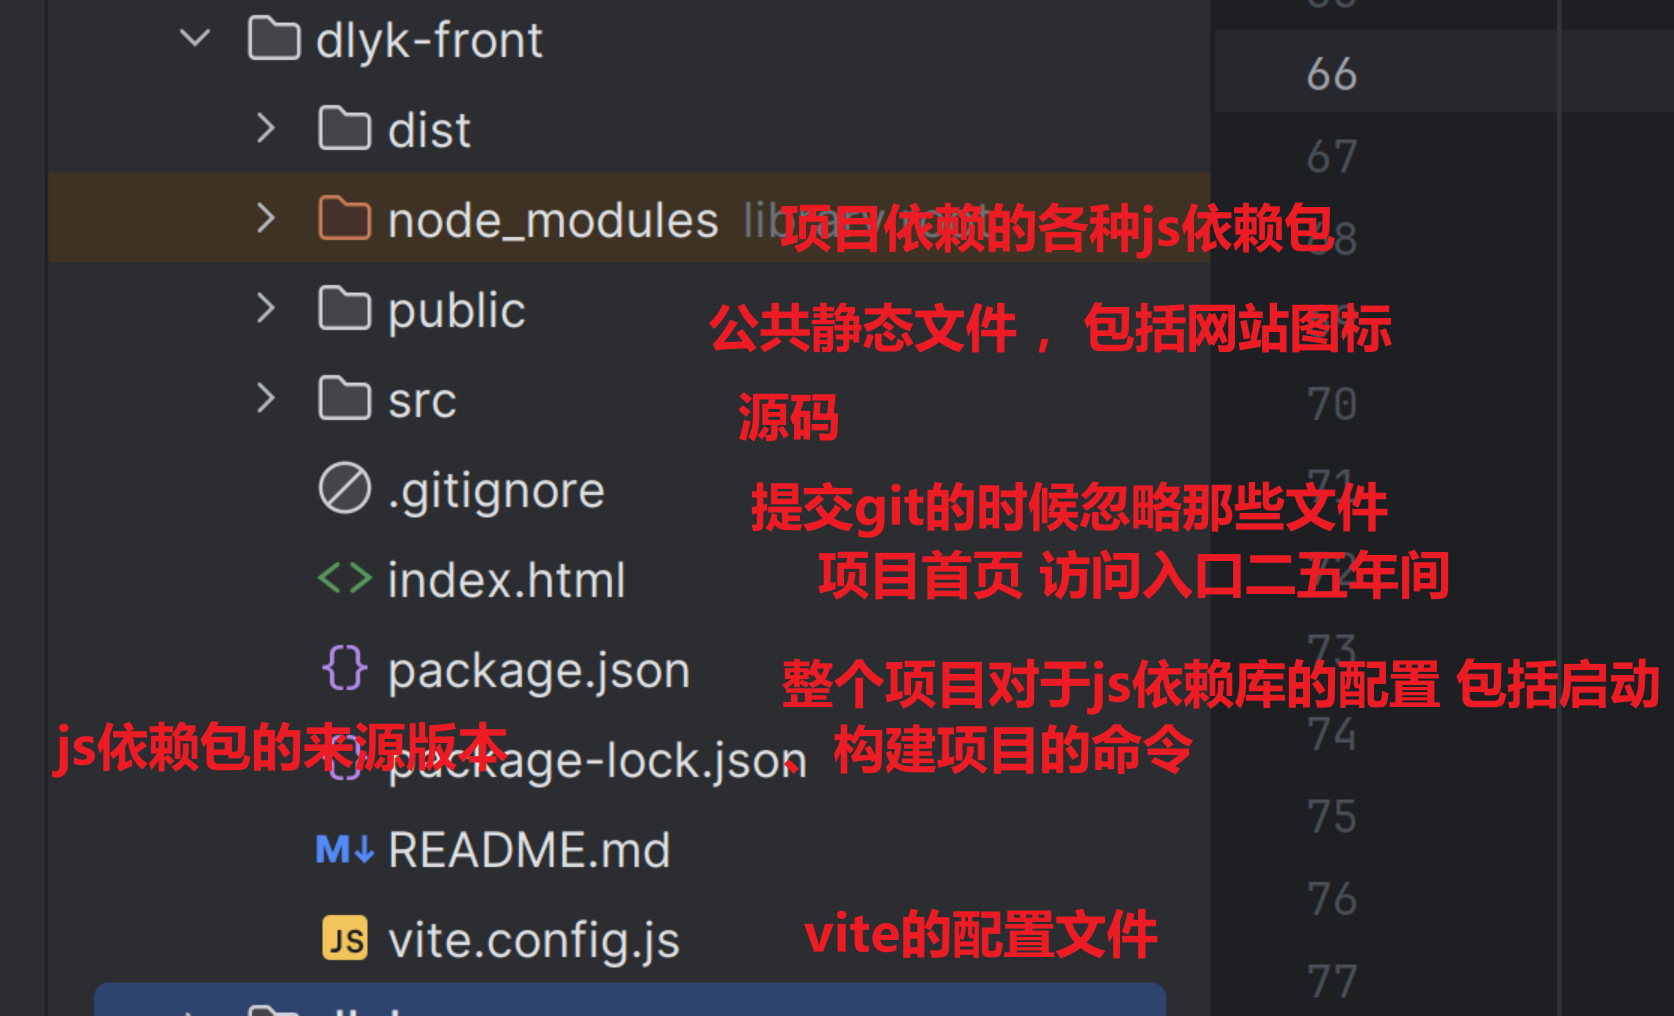 dlyk-front
66
dist
67
node_modules library root 项目依赖的各种js依赖包
68
public 公共静态文件，包括网站图标
src 源码
70
.gitignore 提交git的时候忽略那些文件
71
index.html 项目首页 访问入口二五年间
72
package.json 整个项目对于js依赖库的配置 包括启动
73
js依赖包的来源版本 package-lock.json 、构建项目的命令
74
README.md
75
vite.config.js vite的配置文件
76
77